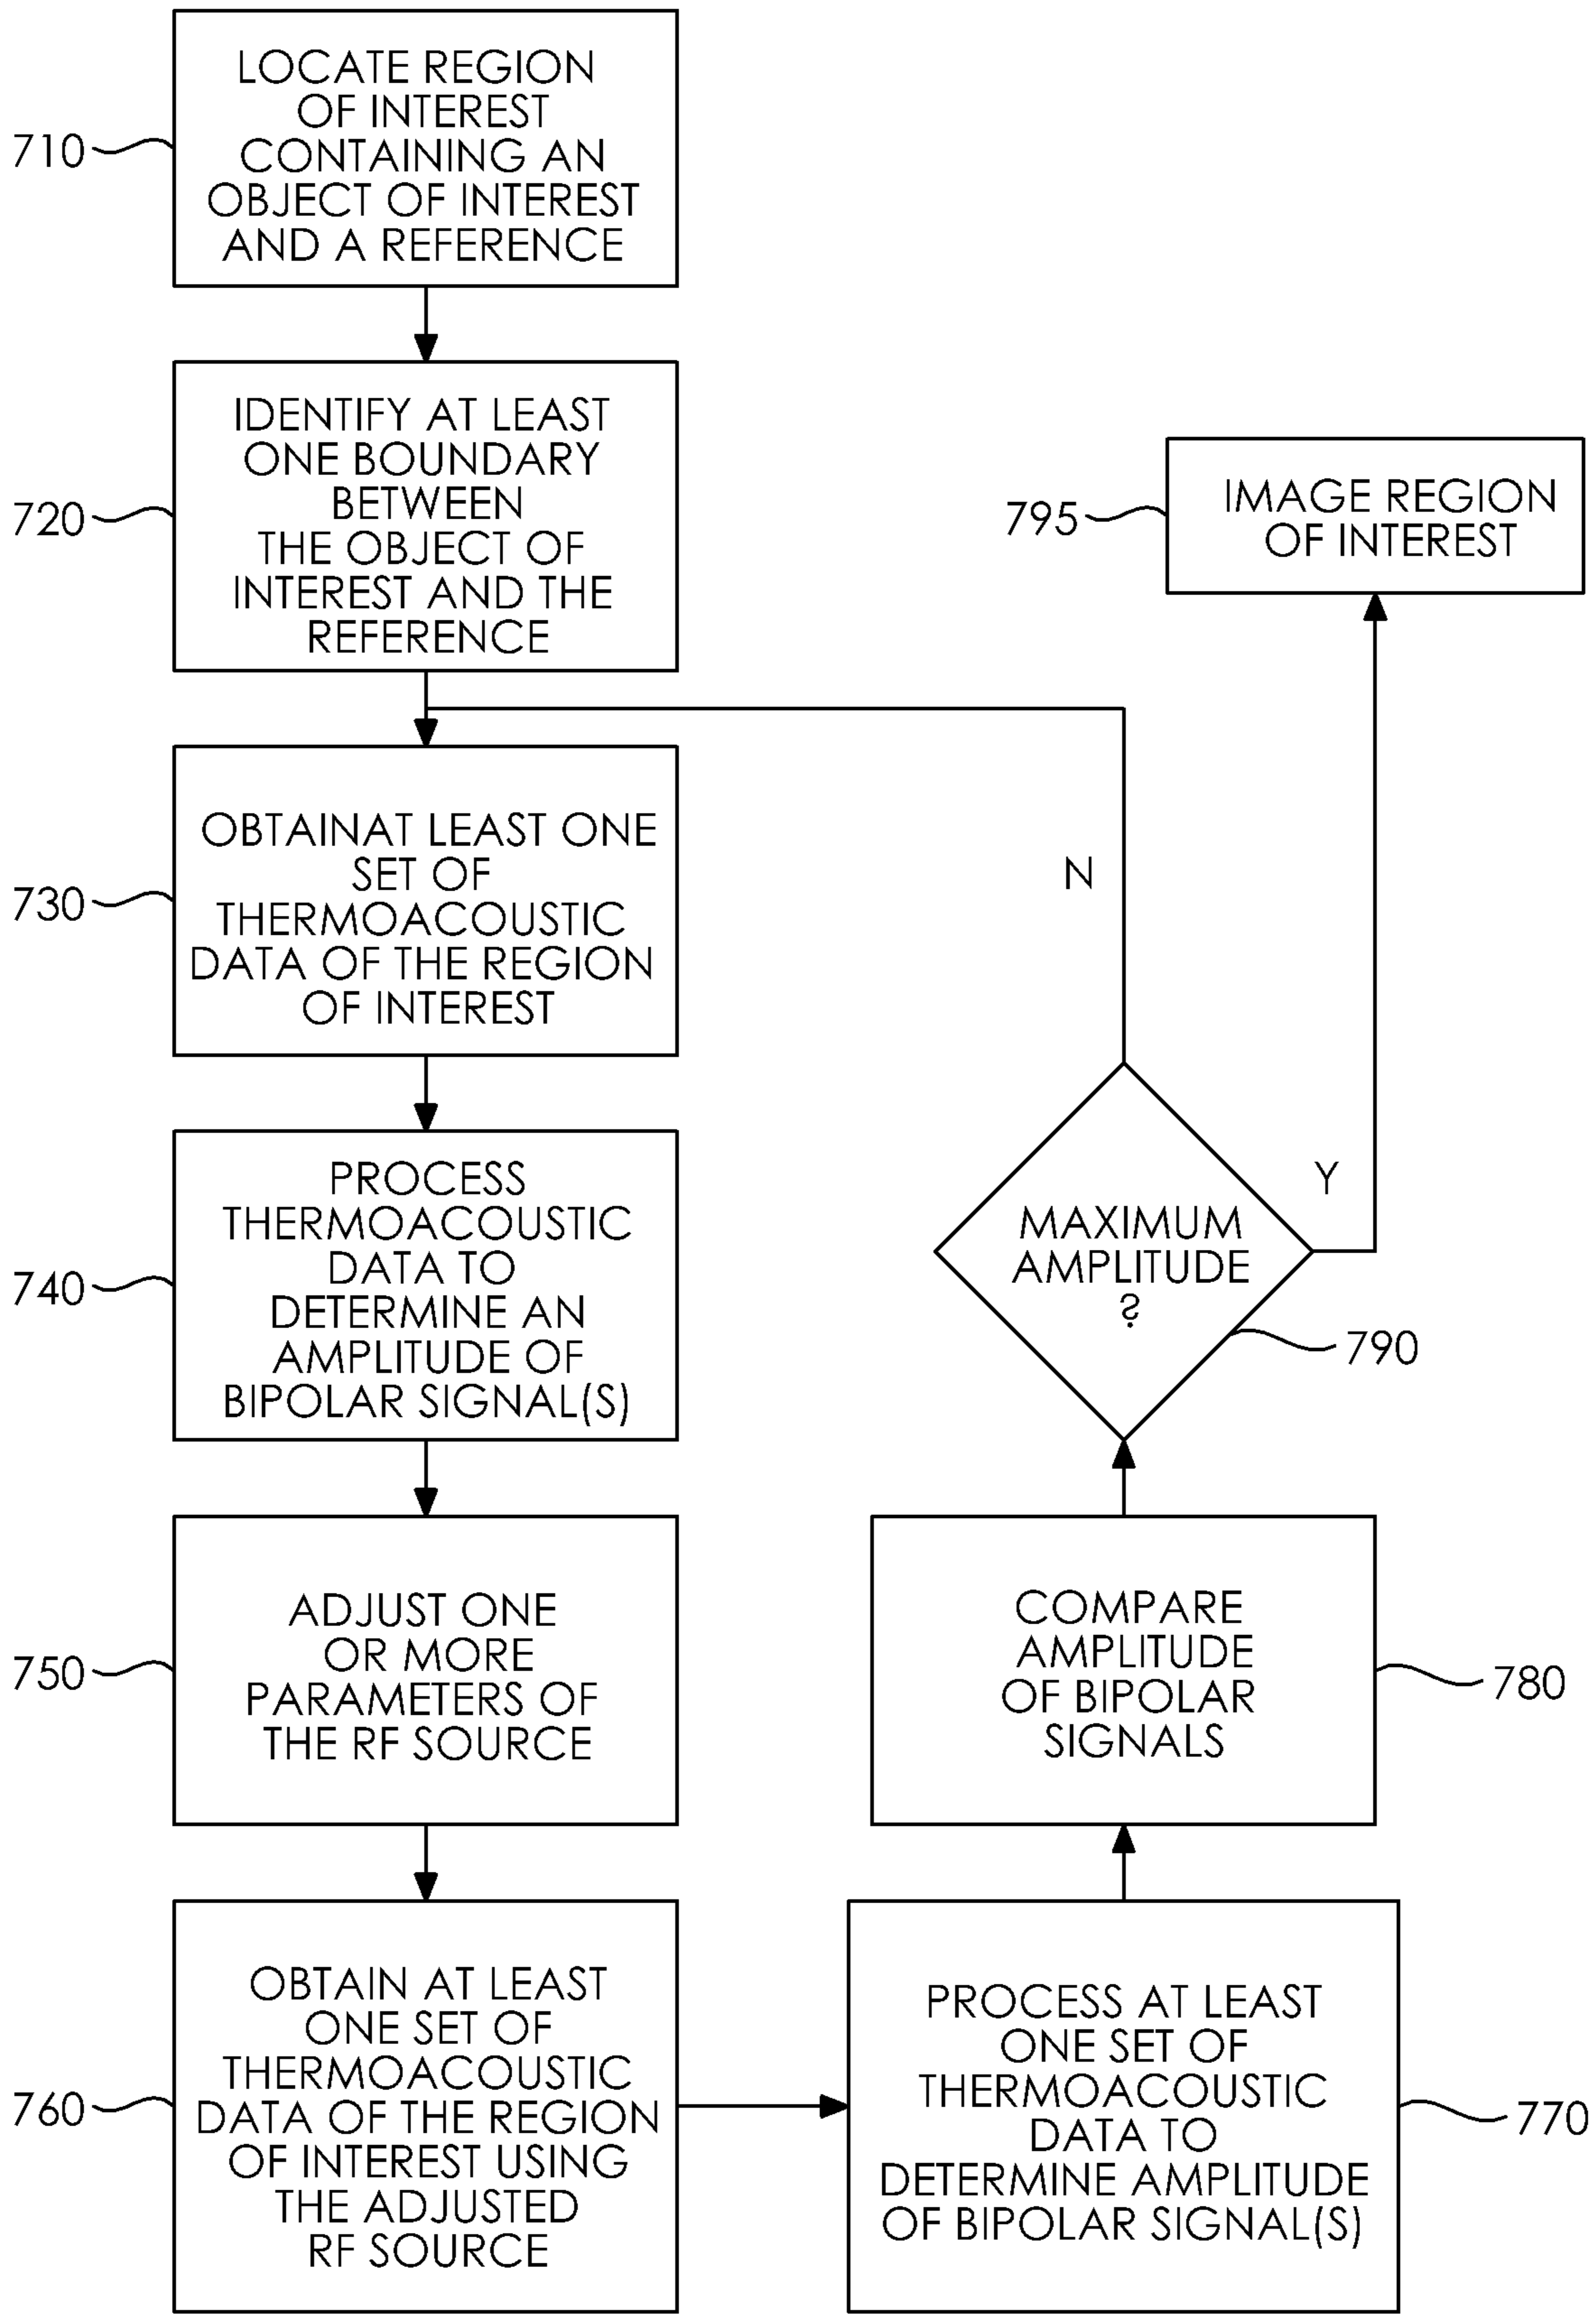 LOCATE REGION
OF INTEREST
CONTAINING AN
OBJECT OF INTEREST
AND A REFERENCE
710
IDENTIFY AT LEAST
ONE BOUNDARY
BETWEEN
THE OBJECT OF
INTEREST AND THE
REFERENCE
720
OBTAINAT LEAST ONE
SET OF
THERMOACOUSTIC
DATA OF THE REGION
OF INTEREST
730
PROCESS
THERMOACOUSTIC
DATA TO
DETERMINE AN
AMPLITUDE OF
BIPOLAR SIGNAL(S)
740
ADJUST ONE
OR MORE
PARAMETERS OF
THE RF SOURCE
750
OBTAIN AT LEAST
ONE SET OF
THERMOACOUSTIC
DATA OF THE REGION
OF INTEREST USING
THE ADJUSTED
RF SOURCE
760
PROCESS AT LEAST
ONE SET OF
THERMOACOUSTIC
DATA TO
DETERMINE AMPLITUDE
OF BIPOLAR SIGNAL(S)
770
COMPARE
AMPLITUDE
OF BIPOLAR
SIGNALS
780
MAXIMUM
AMPLITUDE
?
790
N
Y
IMAGE REGION
OF INTEREST
795